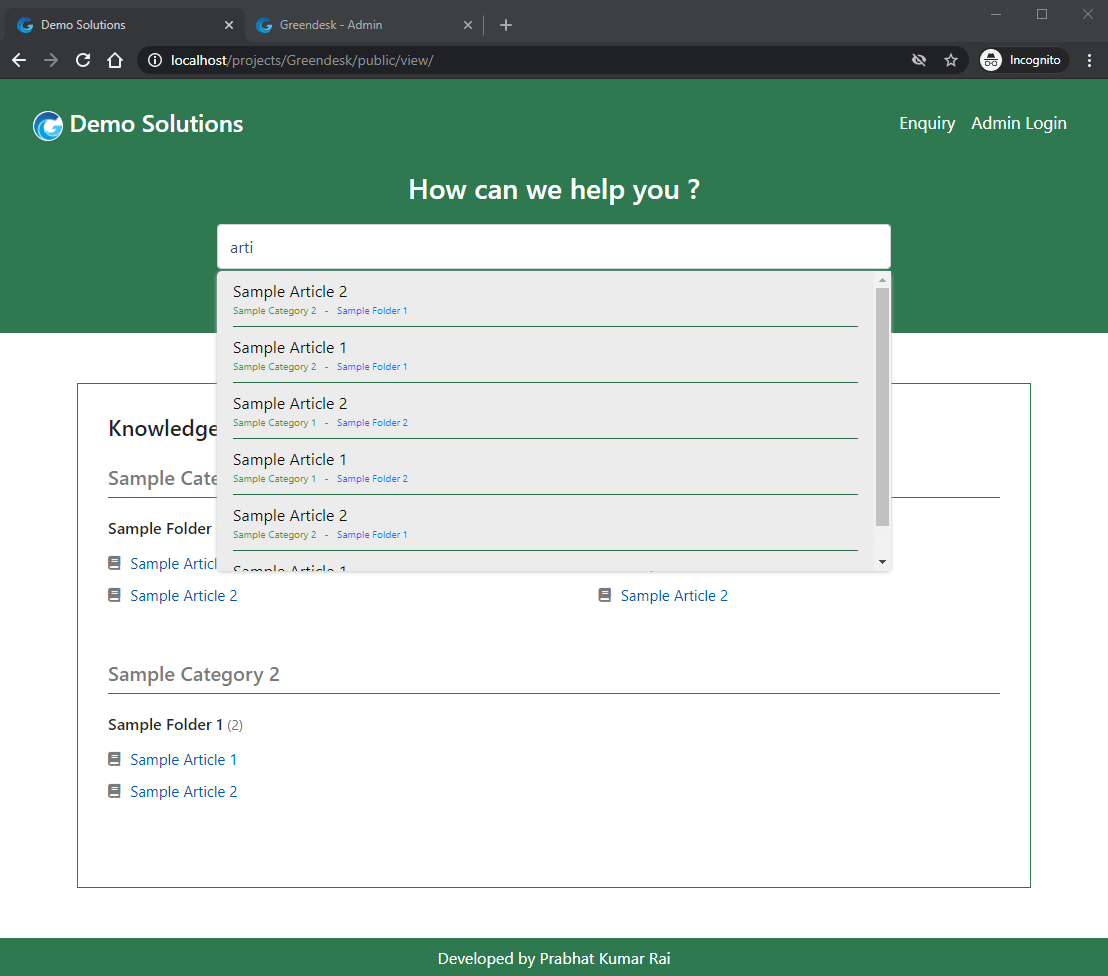 Demo Solutions
Greendesk - Admin
localhost/projects/Greendesk/public/view/
Incognito
Demo Solutions
Enquiry Admin Login
How can we help you ?
arti
Sample Article 2
Sample Category 2 - Sample Folder 1
Sample Article 1
Sample Category 2 - Sample Folder 1
Sample Article 2
Sample Category 1 - Sample Folder 2
Sample Article 1
Sample Category 1 - Sample Folder 2
Sample Article 2
Sample Category 2 - Sample Folder 1
Sample Article 1
Knowledge
Sample Cate
Sample Folder
Sample Articl
Sample Article 2 Sample Article 2
Sample Category 2
Sample Folder 1 (2)
Sample Article 1
Sample Article 2
Developed by Prabhat Kumar Rai